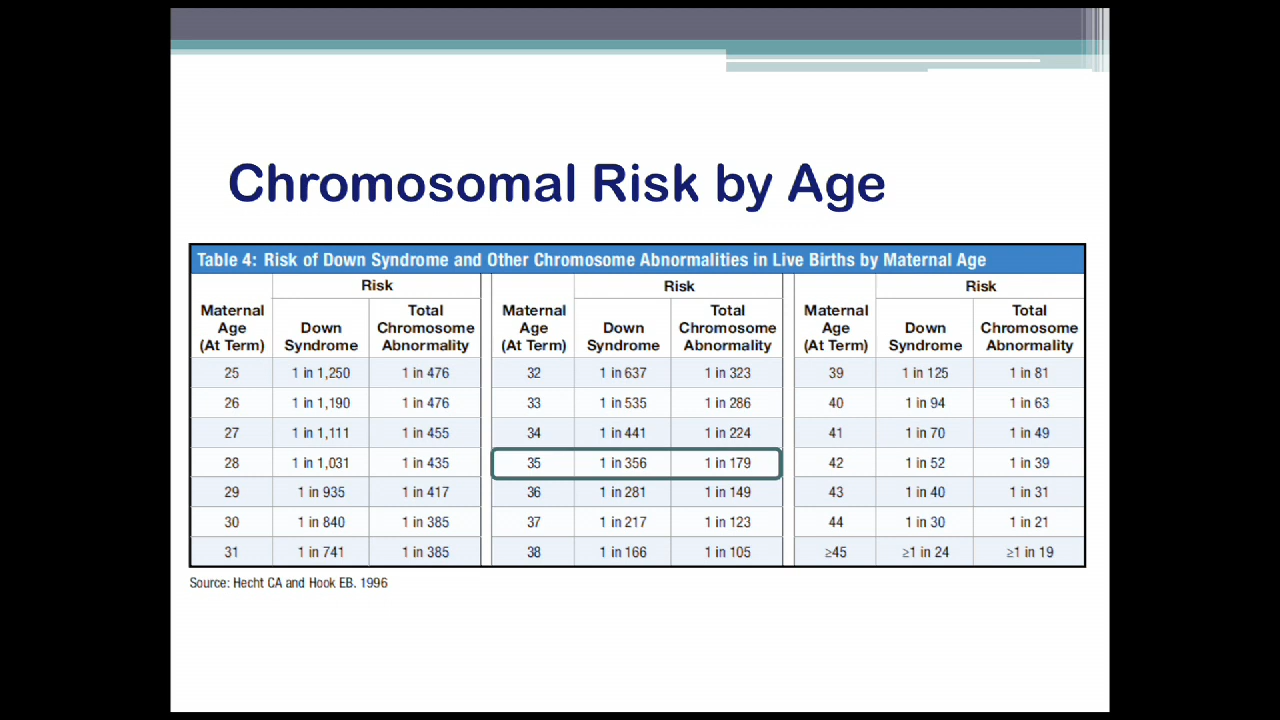 Chromosomal Risk by Age
Table 4: Risk of Down Syndrome and Other Chromosome Abnormalities in Live Births by Maternal Age
Risk Risk Risk
Maternal Age (At Term) Down Syndrome Total Chromosome Abnormality Maternal Age (At Term) Down Syndrome Total Chromosome Abnormality Maternal Age (At Term) Down Syndrome Total Chromosome Abnormality
25 1 in 1,250 1 in 476 32 1 in 637 1 in 323 39 1 in 125 1 in 81
26 1 in 1,190 1 in 476 33 1 in 535 1 in 286 40 1 in 94 1 in 63
27 1 in 1,111 1 in 455 34 1 in 441 1 in 224 41 1 in 70 1 in 49
28 1 in 1,031 1 in 435 35 1 in 356 1 in 179 42 1 in 52 1 in 39
29 1 in 935 1 in 417 36 1 in 281 1 in 149 43 1 in 40 1 in 31
30 1 in 840 1 in 385 37 1 in 217 1 in 123 44 1 in 30 1 in 21
31 1 in 741 1 in 385 38 1 in 166 1 in 105 ≥45 ≥1 in 24 ≥1 in 19
Source: Hecht CA and Hook EB. 1996